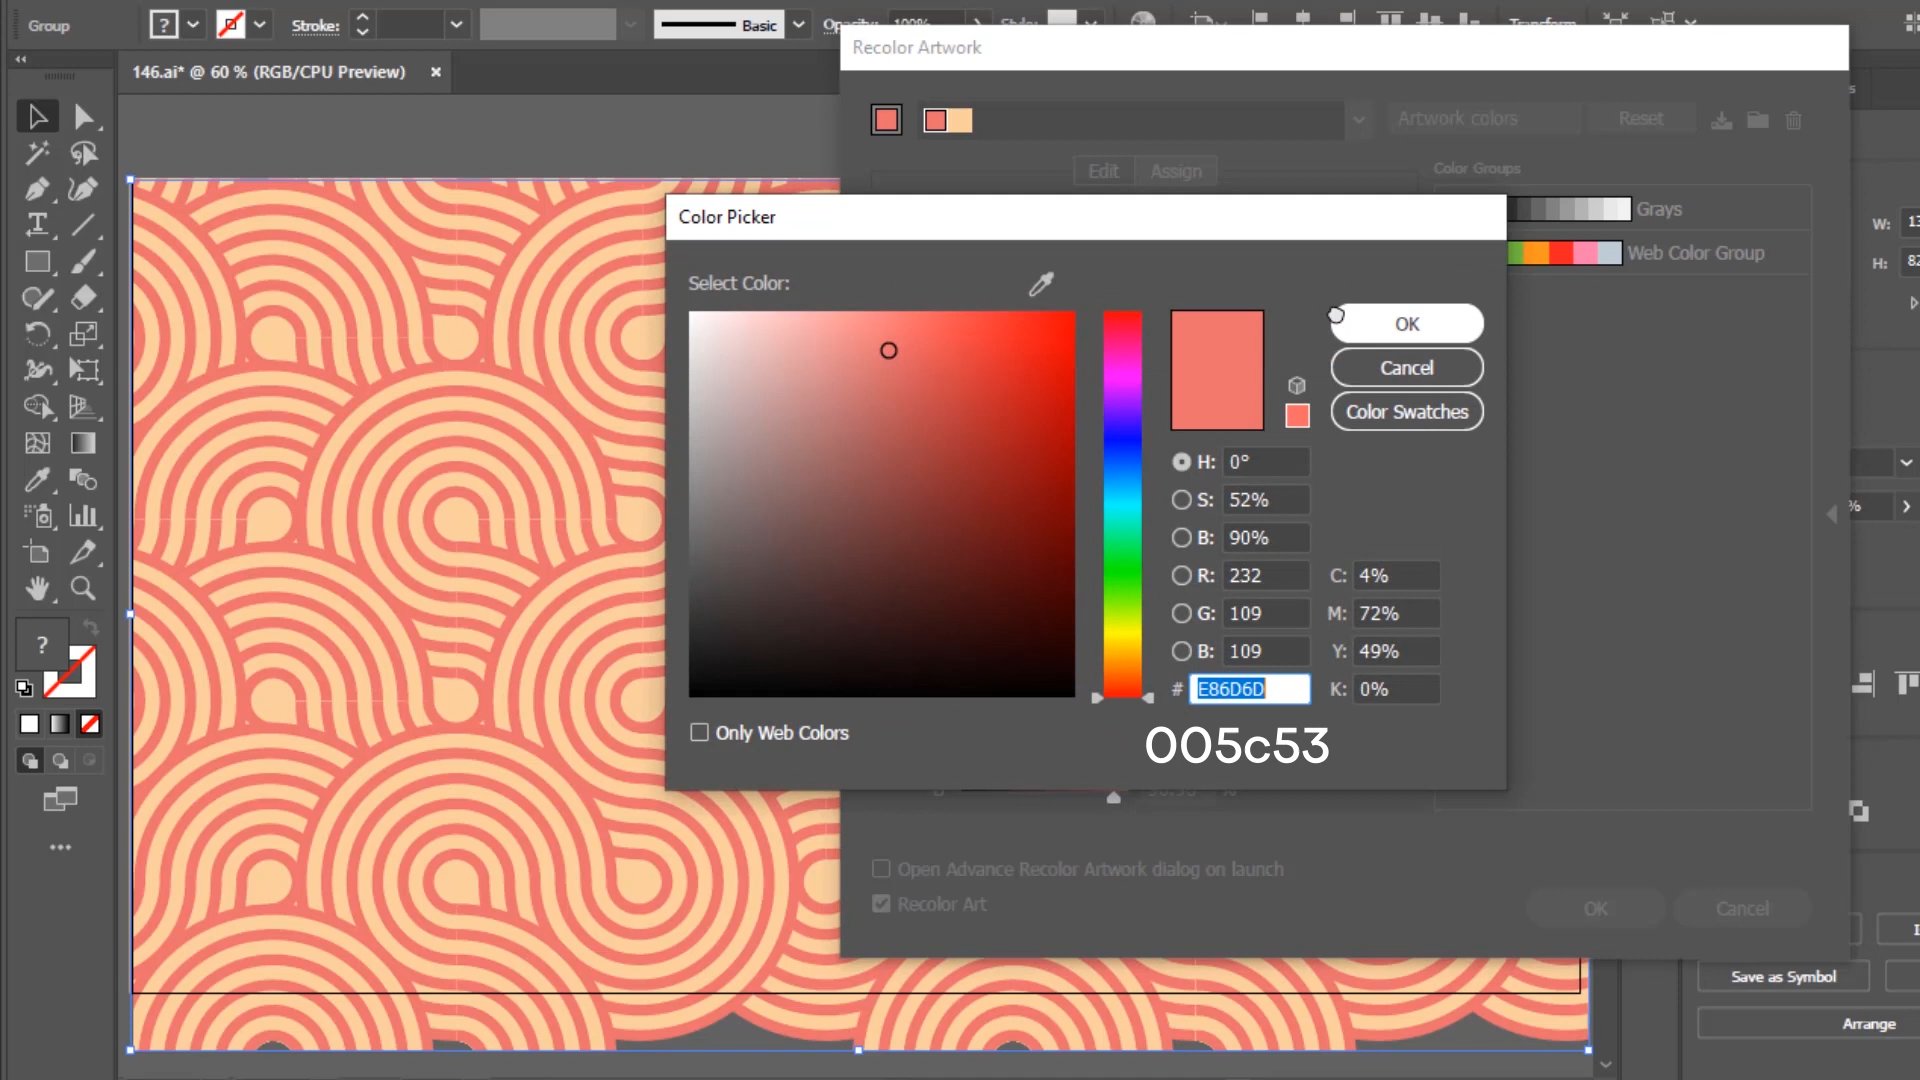 Group
?
Stroke:
Basic
Opacity:
100%
Style:
Transform
146.ai* @ 60 % (RGB/CPU Preview)
×
Recolor Artwork
Artwork colors
Reset
Edit
Assign
Color Groups
Grays
Web Color Group
W:
13
H:
82
%
Color Picker
Select Color:
OK
Cancel
Color Swatches
H: 0°
S: 52%
B: 90%
R: 232
C: 4%
G: 109
M: 72%
B: 109
Y: 49%
# E86D6D
K: 0%
Only Web Colors
005c53
?
Open Advance Recolor Artwork dialog on launch
Recolor Art
OK
Cancel
Save as Symbol
Arrange